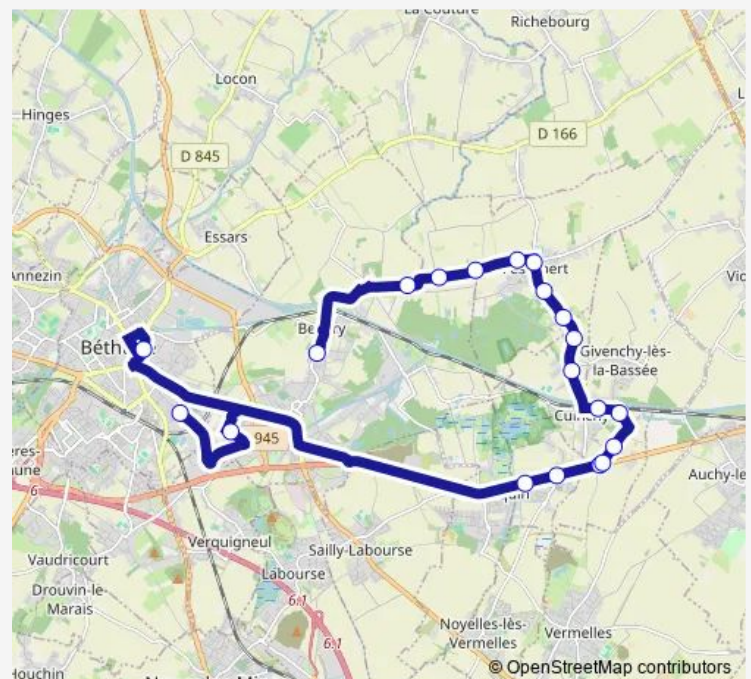 La Couture
Richebourg
Locon
Hinges
D 166
D 845
Essars
Annezin
Givenchy-lès-
la-Bassée
945
Auchy-le
6
Verquigneul
Sailly-Labourse
Vaudricourt
Labourse
Drouvin-le
Marais
6.1
Noyelles-lès-
Vermelles
Vermelles
6.1
Houchin
© OpenStreetMap contributors